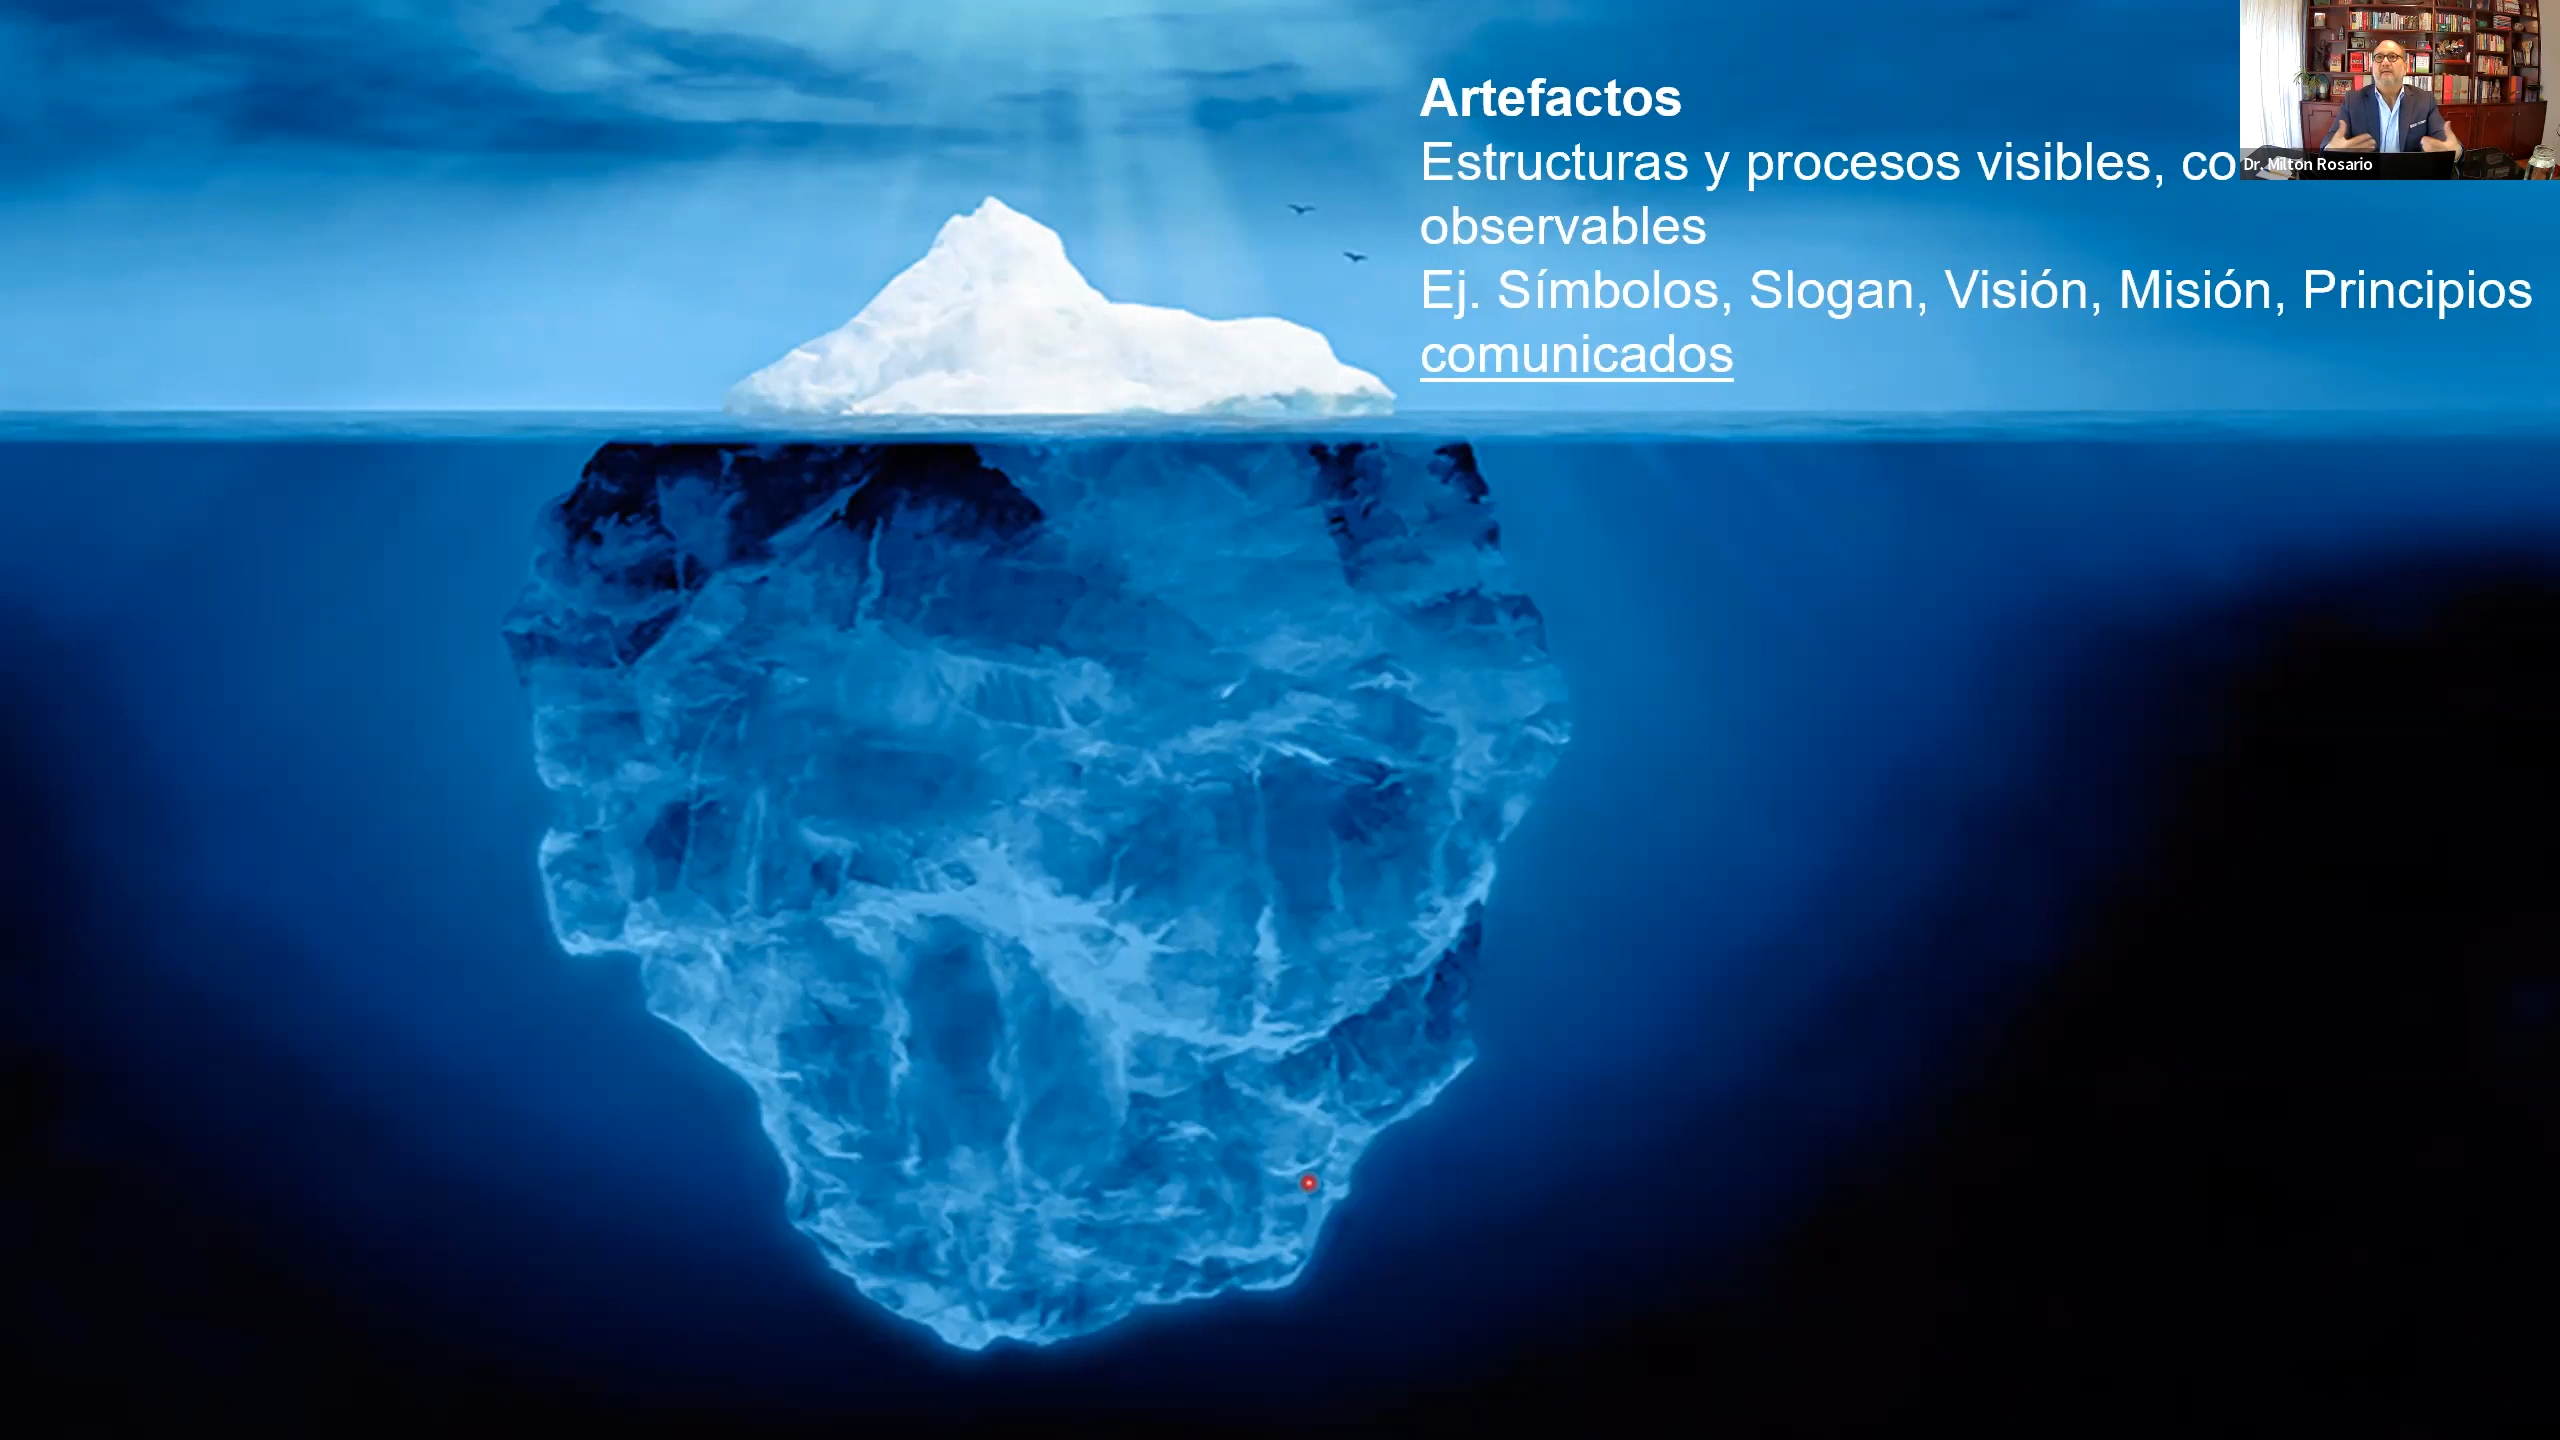 Artefactos
Estructuras y procesos visibles, co
observables
Ej. Símbolos, Slogan, Visión, Misión, Principios
comunicados
Dr. Milton Rosario